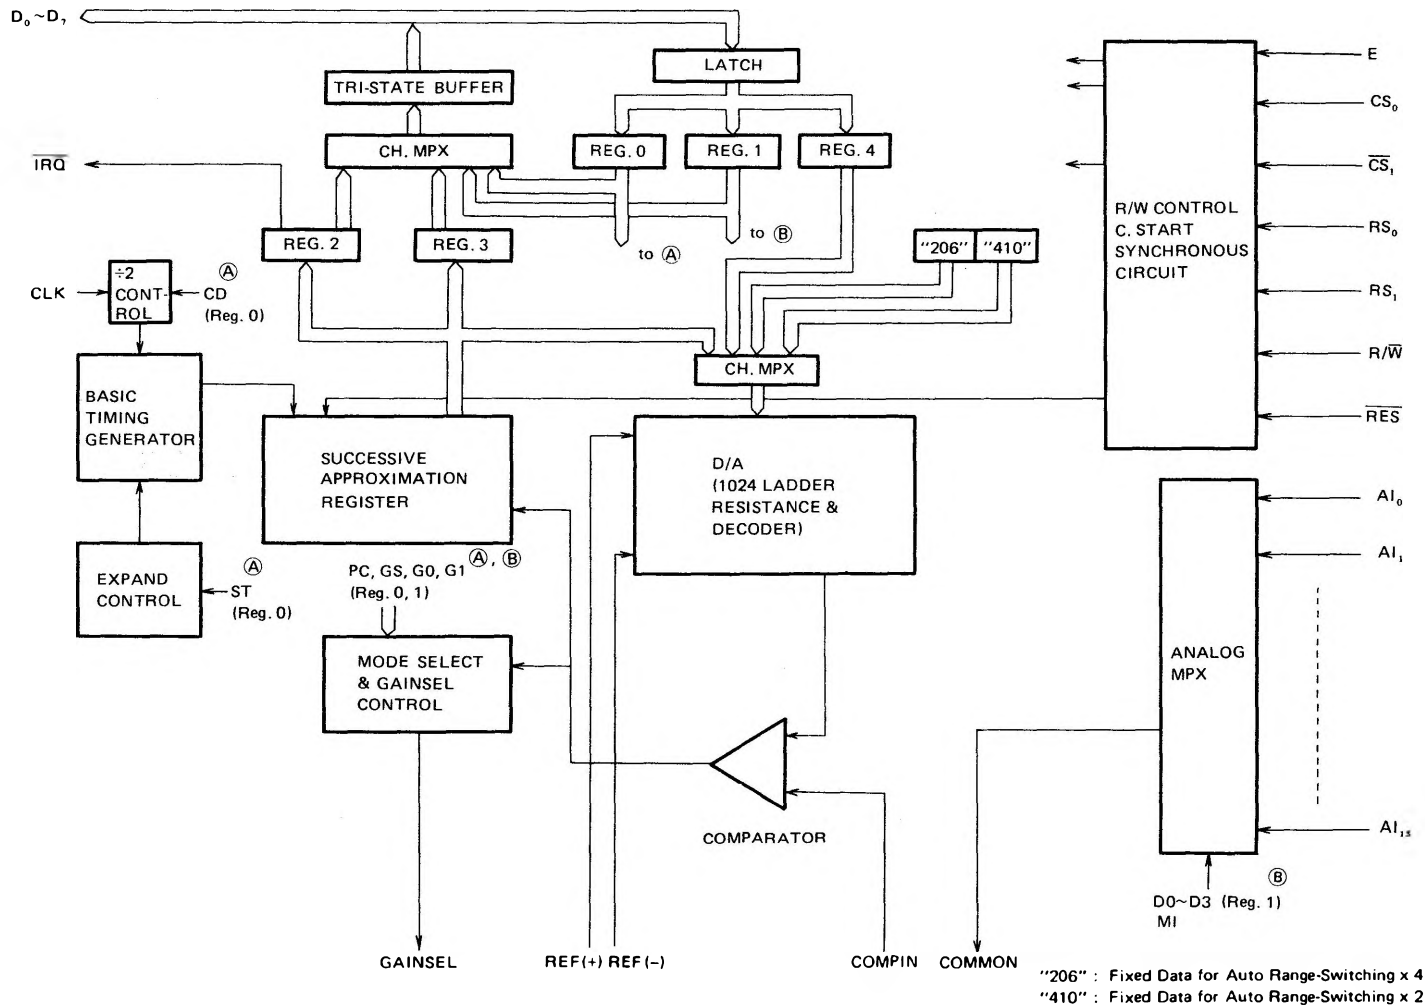 D₀~D₇
LATCH
TRI-STATE BUFFER
CH. MPX
REG. 0
REG. 1
REG. 4
IRQ̅
REG. 2
REG. 3
to Ⓐ
to Ⓑ
"206"
"410"
R/W CONTROL
C. START
SYNCHRONOUS
CIRCUIT
E
CS₀
C̅S̅₁
RS₀
RS₁
R/W̅
R̅E̅S̅
CLK
÷2
CONT-
ROL
Ⓐ
CD
(Reg. 0)
BASIC
TIMING
GENERATOR
CH. MPX
SUCCESSIVE
APPROXIMATION
REGISTER
D/A
(1024 LADDER
RESISTANCE &
DECODER)
EXPAND
CONTROL
Ⓐ
ST
(Reg. 0)
Ⓐ, Ⓑ
PC, GS, G0, G1
(Reg. 0, 1)
MODE SELECT
& GAINSEL
CONTROL
COMPARATOR
ANALOG
MPX
AI₀
AI₁
AI₁₅
Ⓑ
D0~D3 (Reg. 1)
MI
GAINSEL
REF(+)
REF(−)
COMPIN
COMMON
"206" : Fixed Data for Auto Range-Switching x 4
"410" : Fixed Data for Auto Range-Switching x 2